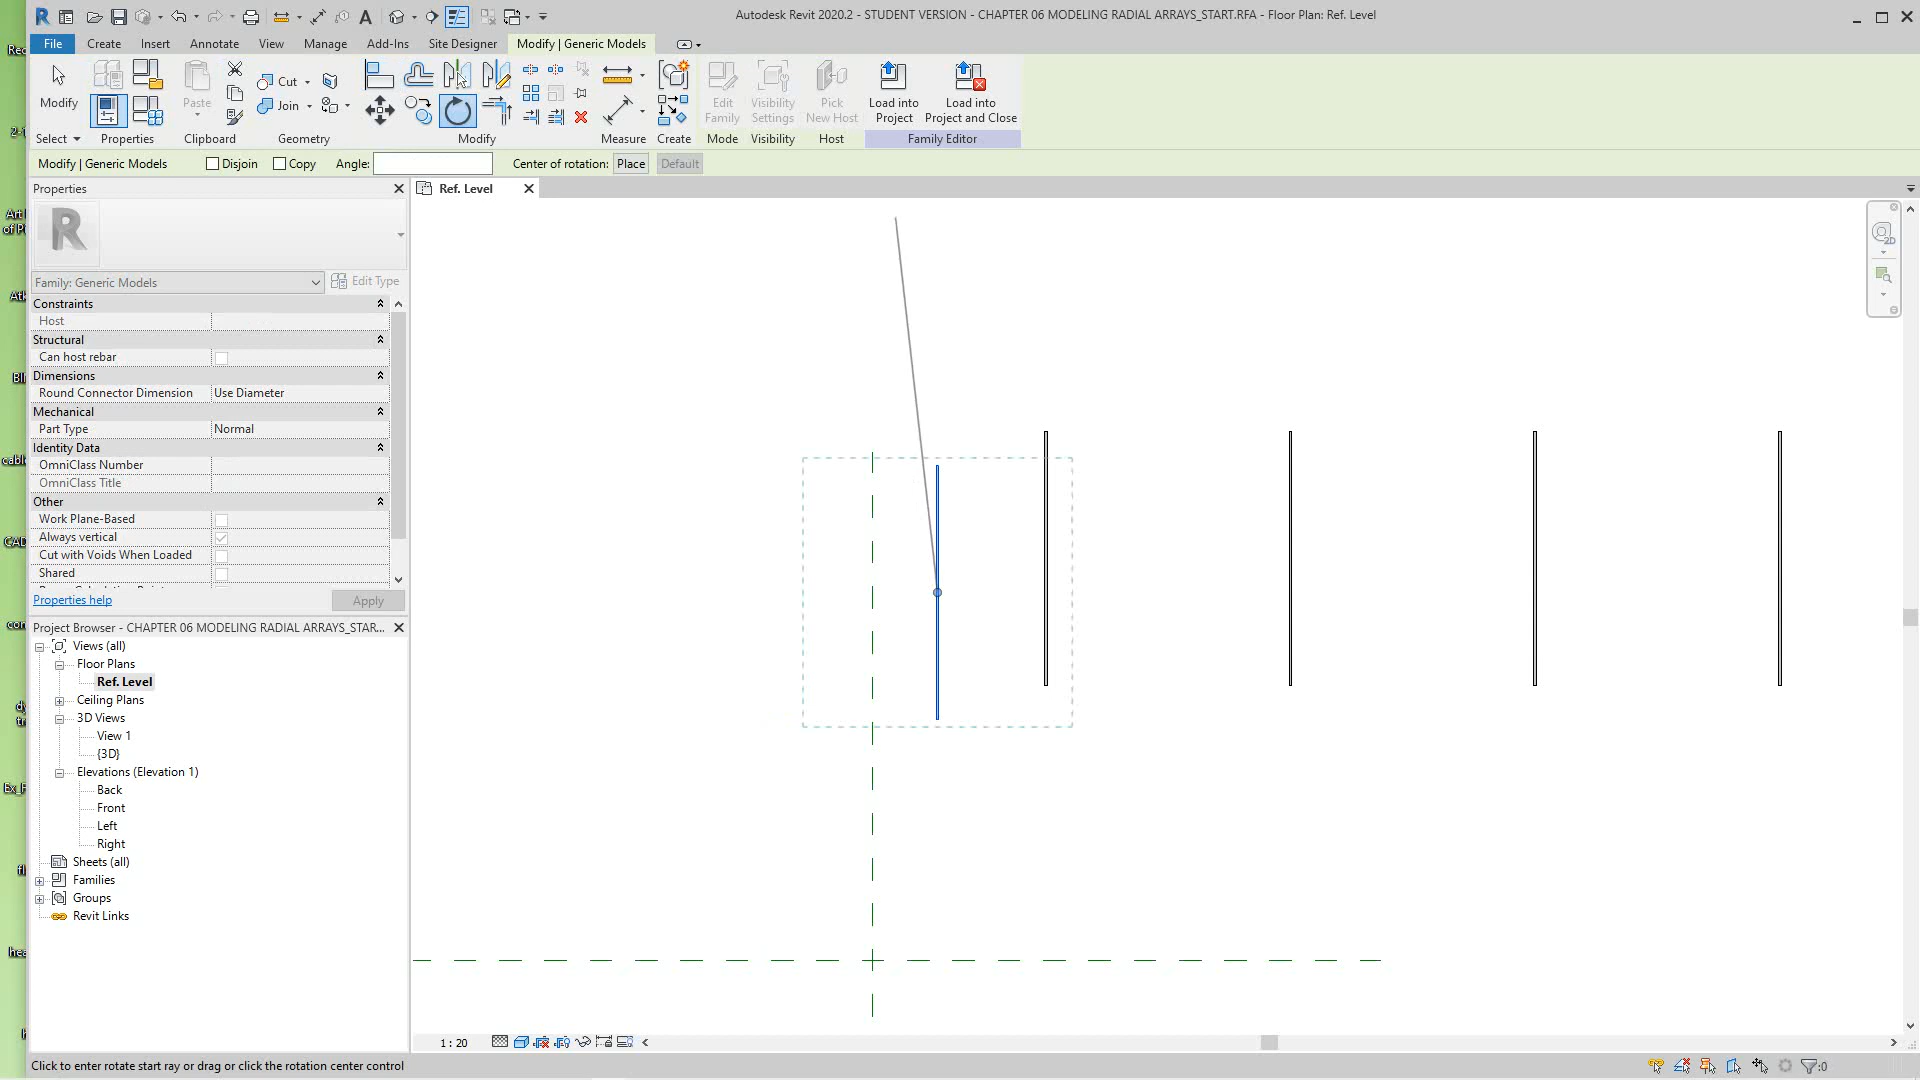 Autodesk Revit 2020.2 - STUDENT VERSION - CHAPTER 06 MODELING RADIAL ARRAYS_START.RFA - Floor Plan: Ref. Level
File Create Insert Annotate View Manage Add-Ins Site Designer Modify | Generic Models
Modify Paste Cut Join Edit Family Visibility Settings Pick New Host Load into Project Load into Project and Close
Select Properties Clipboard Geometry Modify Measure Create Mode Visibility Host Family Editor
Modify | Generic Models Disjoin Copy Angle: Center of rotation: Place Default
Properties
Ref. Level
R
Family: Generic Models Edit Type
Constraints
Host
Structural
Can host rebar
Dimensions
Round Connector Dimension Use Diameter
Mechanical
Part Type Normal
Identity Data
OmniClass Number
OmniClass Title
Other
Work Plane-Based
Always vertical
Cut with Voids When Loaded
Shared
Properties help Apply
Project Browser - CHAPTER 06 MODELING RADIAL ARRAYS_STAR...
Views (all)
Floor Plans
Ref. Level
Ceiling Plans
3D Views
View 1
{3D}
Elevations (Elevation 1)
Back
Front
Left
Right
Sheets (all)
Families
Groups
Revit Links
2D
1 : 20
Click to enter rotate start ray or drag or click the rotation center control
:0